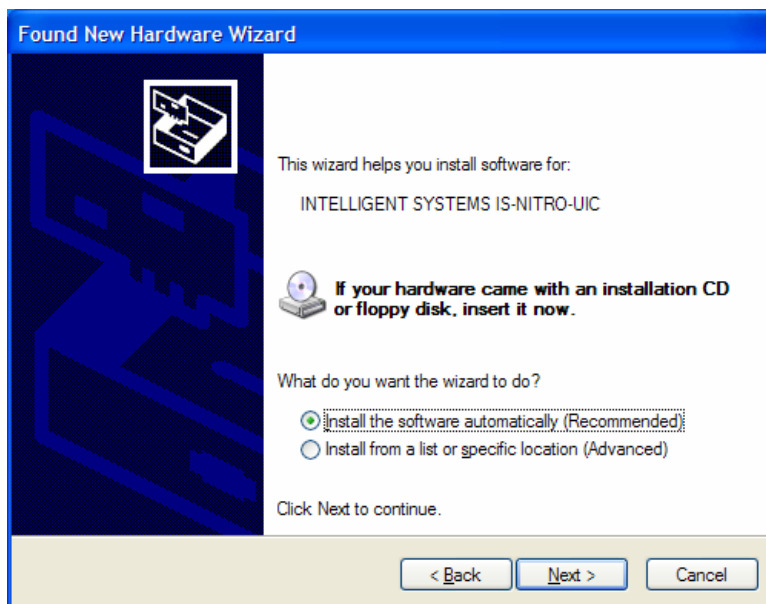 Found New Hardware Wizard
This wizard helps you install software for:
INTELLIGENT SYSTEMS IS-NITRO-UIC
If your hardware came with an installation CD
or floppy disk, insert it now.
What do you want the wizard to do?
Install the software automatically (Recommended)
Install from a list or specific location (Advanced)
Click Next to continue.
< Back Next > Cancel